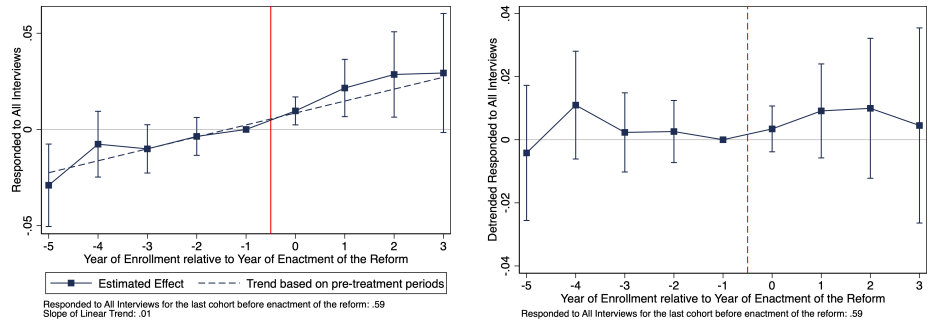 Responded to All Interviews
.05
0
-.05
-5 -4 -3 -2 -1 0 1 2 3
Year of Enrollment relative to Year of Enactment of the Reform
Estimated Effect Trend based on pre-treatment periods
Responded to All Interviews for the last cohort before enactment of the reform: .59
Slope of Linear Trend: .01
Detrended Responded to All Interviews
.04
.02
0
-.02
-.04
-5 -4 -3 -2 -1 0 1 2 3
Year of Enrollment relative to Year of Enactment of the Reform
Responded to All Interviews for the last cohort before enactment of the reform: .59